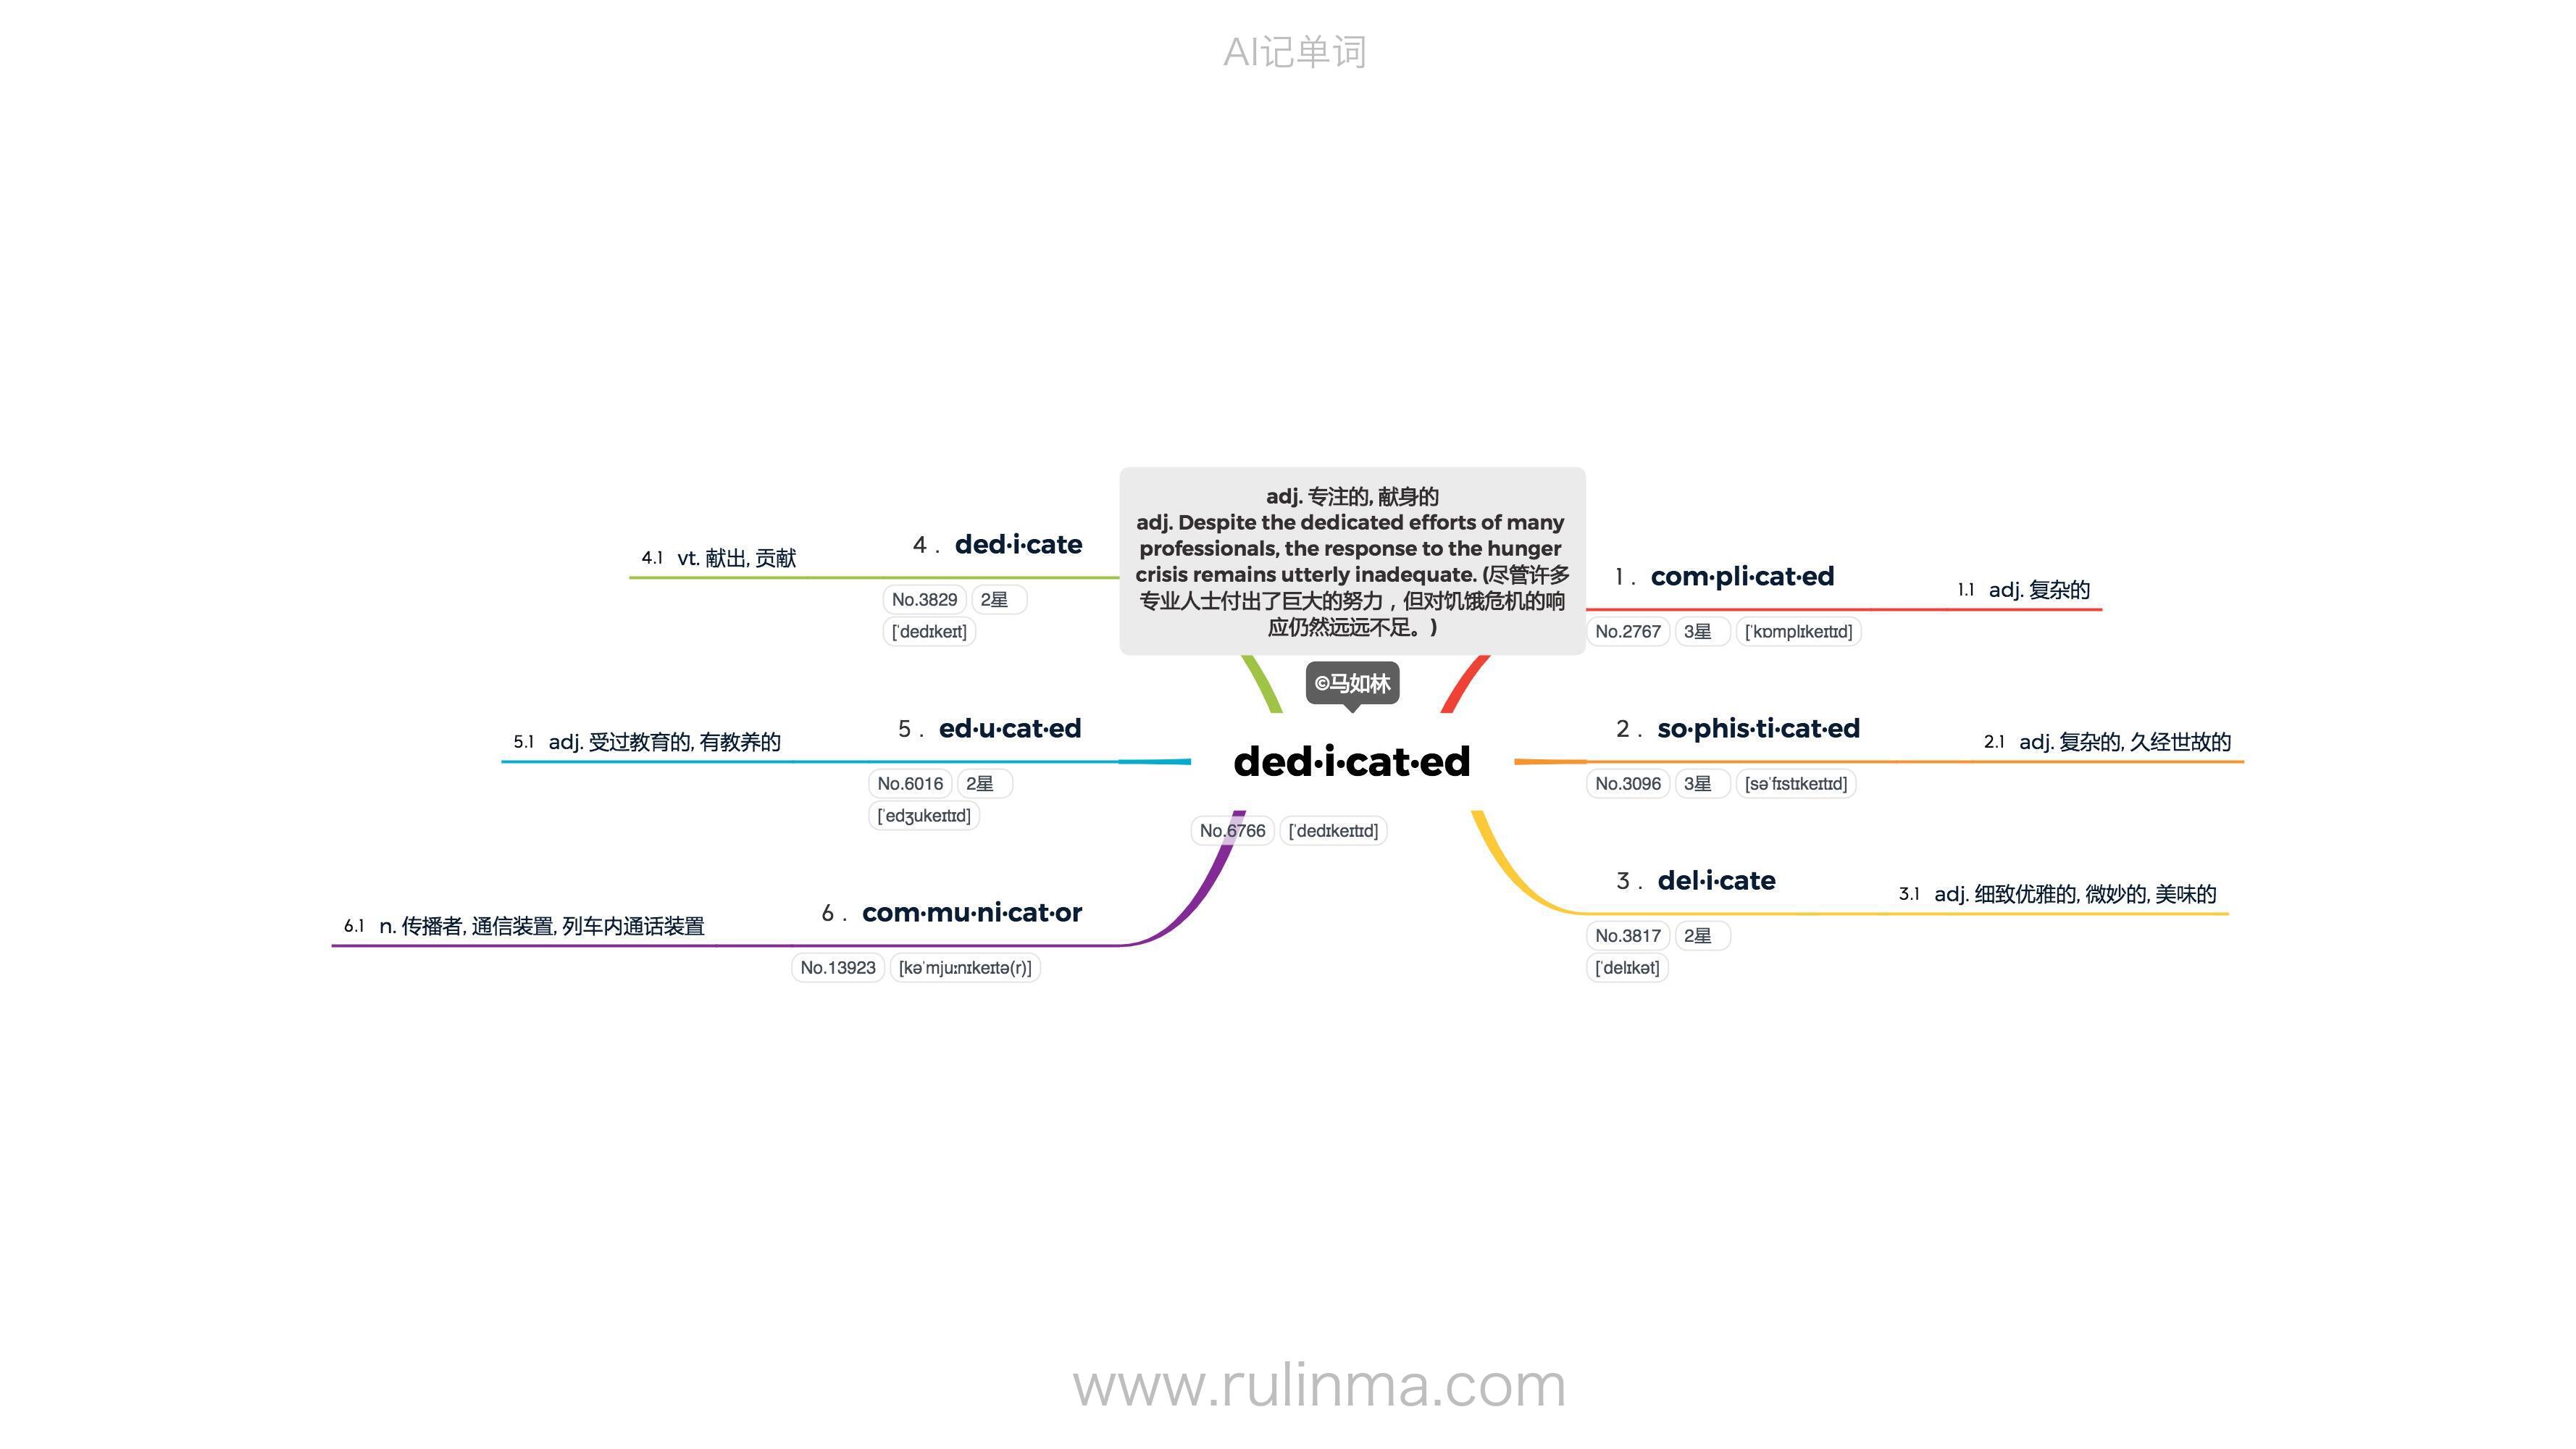 AI记单词
adj. 专注的, 献身的
adj. Despite the dedicated efforts of many
professionals, the response to the hunger
crisis remains utterly inadequate. (尽管许多
专业人士付出了巨大的努力，但对饥饿危机的响
应仍然远远不足。)
©马如林
ded·i·cat·ed
No.6766 [ˈdedɪkeɪtɪd]
1 . com·pli·cat·ed
No.2767 3星 [ˈkɒmplɪkeɪtɪd]
1.1 adj. 复杂的
2 . so·phis·ti·cat·ed
No.3096 3星 [səˈfɪstɪkeɪtɪd]
2.1 adj. 复杂的, 久经世故的
3 . del·i·cate
No.3817 2星
[ˈdelɪkət]
3.1 adj. 细致优雅的, 微妙的, 美味的
4 . ded·i·cate
No.3829 2星
[ˈdedɪkeɪt]
4.1 vt. 献出, 贡献
5 . ed·u·cat·ed
No.6016 2星
[ˈedʒukeɪtɪd]
5.1 adj. 受过教育的, 有教养的
6 . com·mu·ni·cat·or
No.13923 [kəˈmjuːnɪkeɪtə(r)]
6.1 n. 传播者, 通信装置, 列车内通话装置
www.rulinma.com